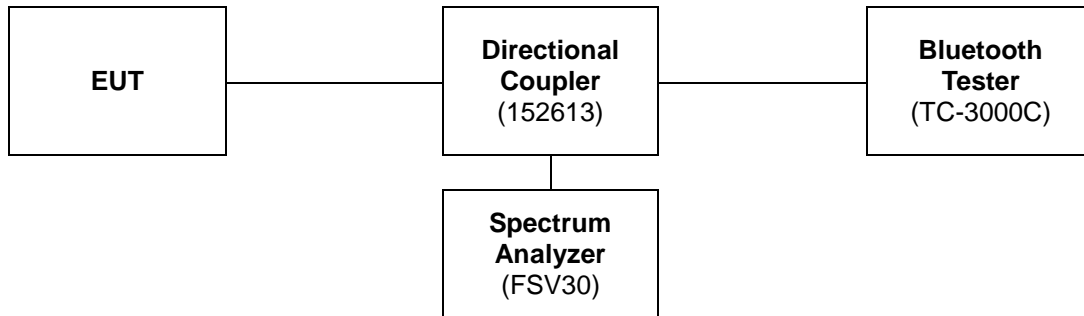 EUT
Directional
Coupler
(152613)
Bluetooth
Tester
(TC-3000C)
Spectrum
Analyzer
(FSV30)